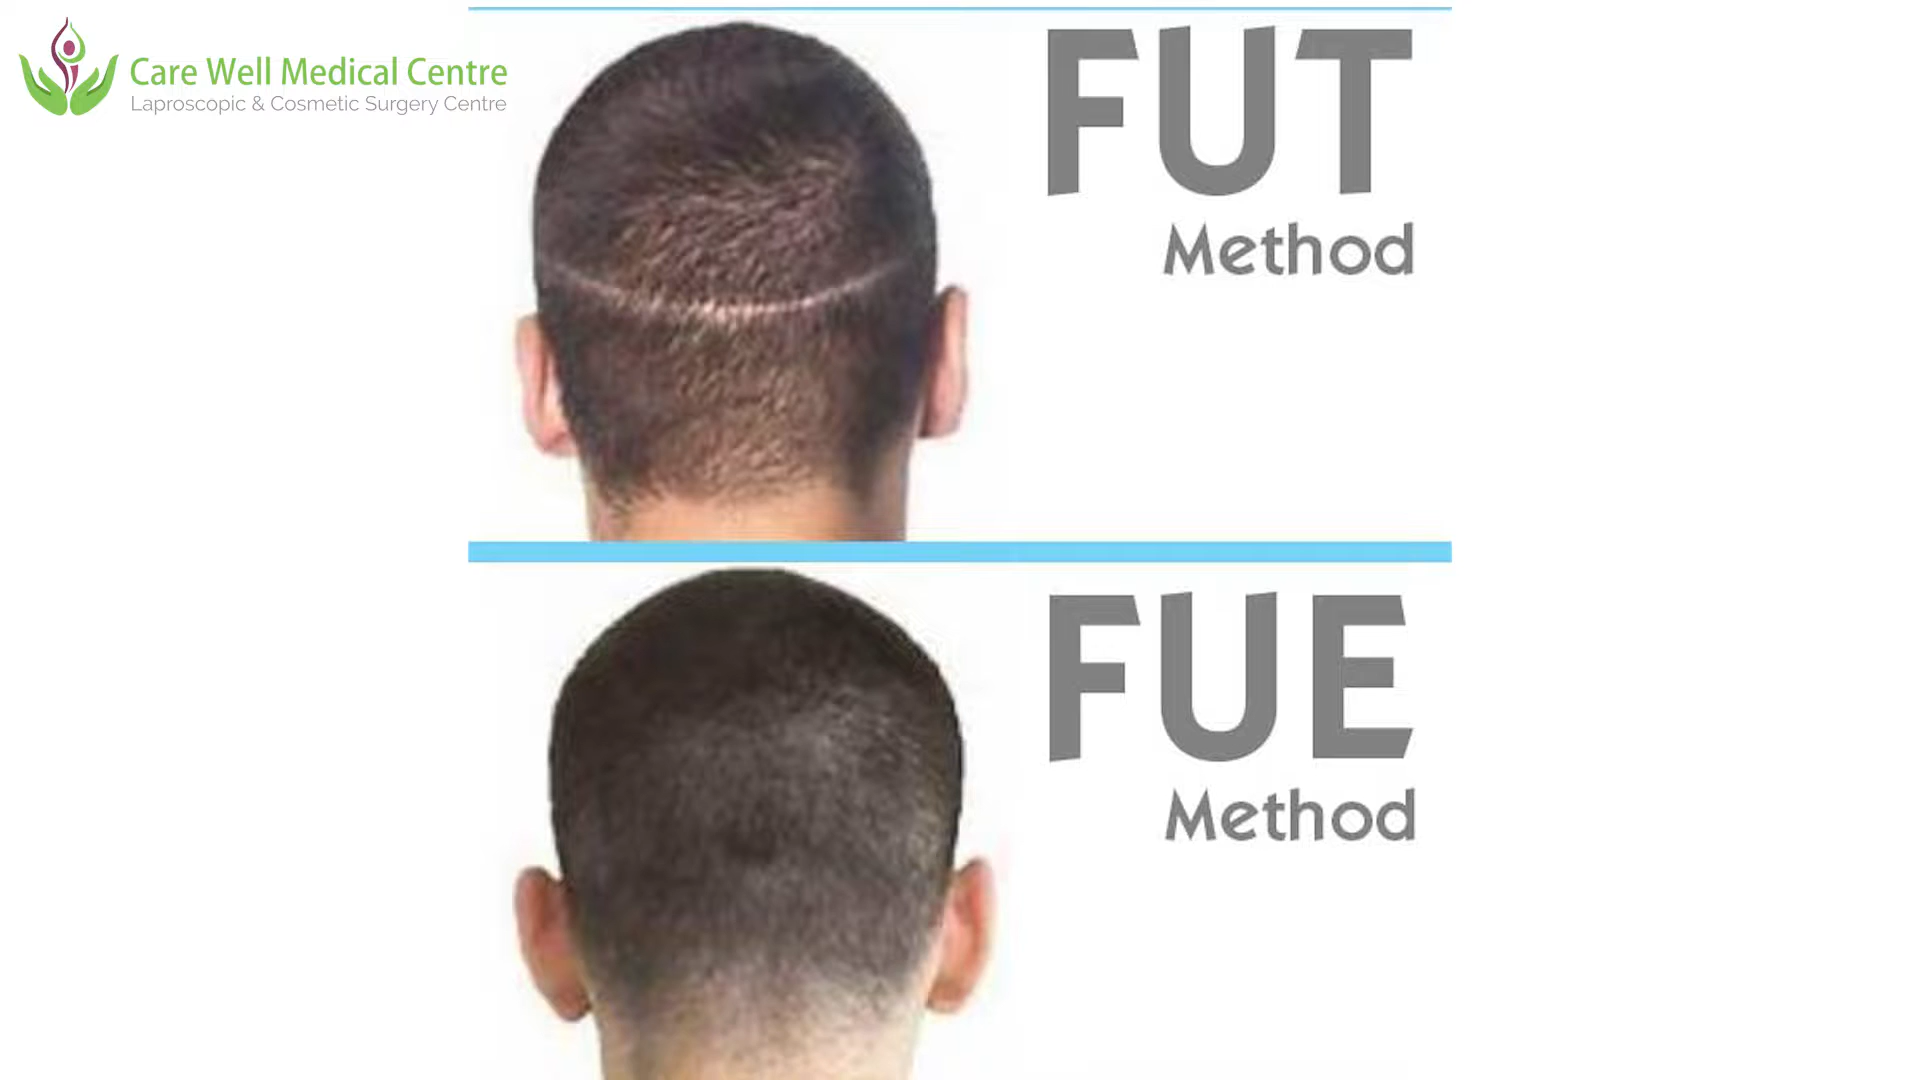 Care Well Medical Centre
Laproscopic & Cosmetic Surgery Centre
FUT
Method
FUE
Method